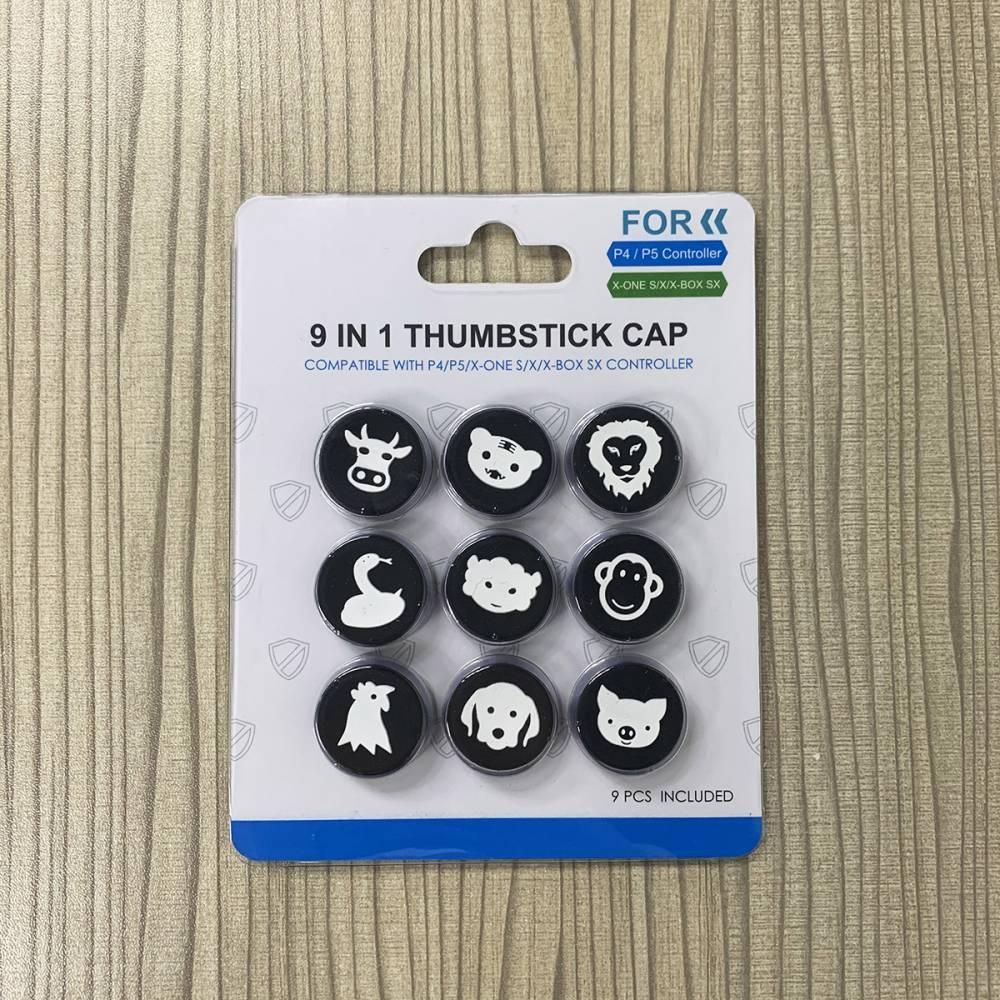 FOR
P4 / P5 Controller
X-ONE S/X/X-BOX SX
9 IN 1 THUMBSTICK CAP
COMPATIBLE WITH P4/P5/X-ONE S/X/X-BOX SX CONTROLLER
9 PCS INCLUDED